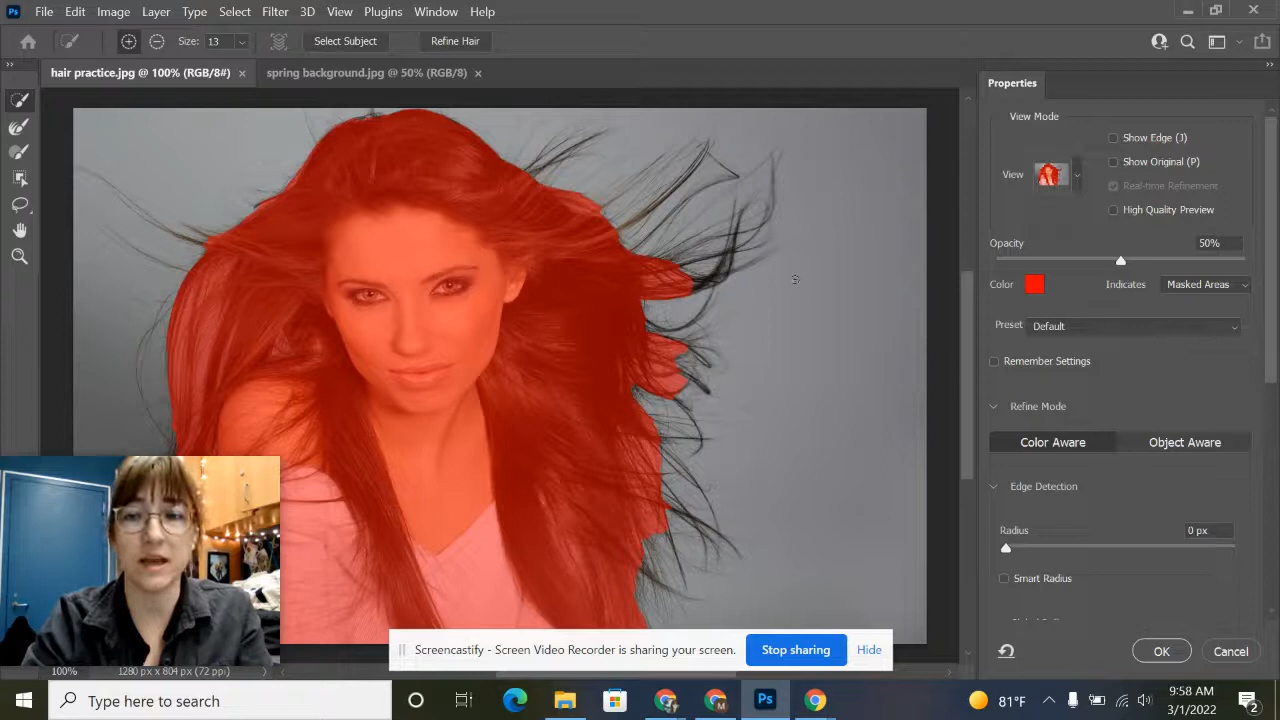 Ps File Edit Image Layer Type Select Filter 3D View Plugins Window Help
Size: 13 Select Subject Refine Hair
hair practice.jpg @ 100% (RGB/8#) × spring background.jpg @ 50% (RGB/8) ×
Properties
View Mode
Show Edge (J)
View Show Original (P)
Real-time Refinement
High Quality Preview
Opacity 50%
Color Indicates Masked Areas
Preset Default
Remember Settings
Refine Mode
Color Aware Object Aware
Edge Detection
Radius 0 px
Smart Radius
Screencastify - Screen Video Recorder is sharing your screen. Stop sharing Hide
OK Cancel
100% 1280 px x 804 px (72 ppi)
Type here to search
Ps
81°F
9:58 AM
3/1/2022
2